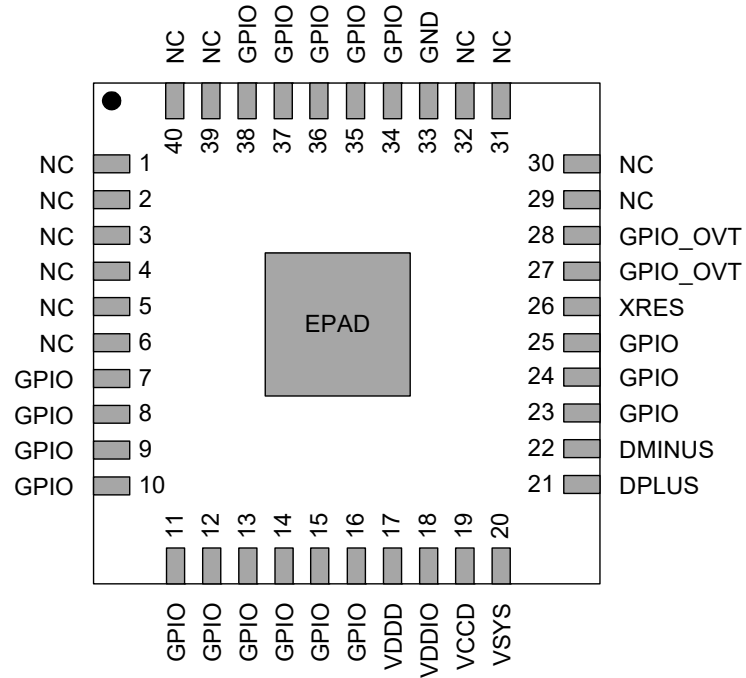 NC NC GPIO GPIO GPIO GPIO GPIO GND NC NC
40 39 38 37 36 35 34 33 32 31
NC 1
NC 2
NC 3
NC 4
NC 5
NC 6
GPIO 7
GPIO 8
GPIO 9
GPIO 10
EPAD
30 NC
29 NC
28 GPIO_OVT
27 GPIO_OVT
26 XRES
25 GPIO
24 GPIO
23 GPIO
22 DMINUS
21 DPLUS
11 12 13 14 15 16 17 18 19 20
GPIO GPIO GPIO GPIO GPIO GPIO VDDD VDDIO VCCD VSYS